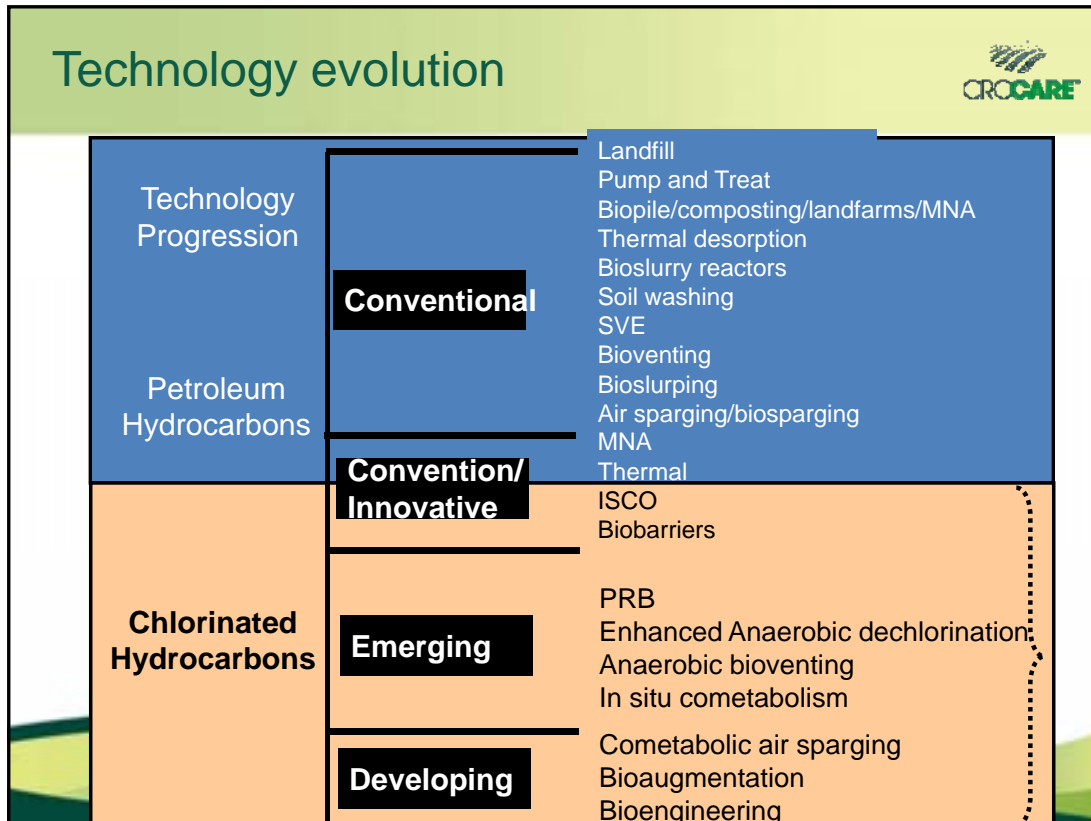 Technology evolution
CROCARE
Technology
Progression
Petroleum
Hydrocarbons
Chlorinated
Hydrocarbons
Conventional
Convention/
Innovative
Emerging
Developing
Landfill
Pump and Treat
Biopile/composting/landfarms/MNA
Thermal desorption
Bioslurry reactors
Soil washing
SVE
Bioventing
Bioslurping
Air sparging/biosparging
MNA
Thermal
ISCO
Biobarriers
PRB
Enhanced Anaerobic dechlorination
Anaerobic bioventing
In situ cometabolism
Cometabolic air sparging
Bioaugmentation
Bioengineering